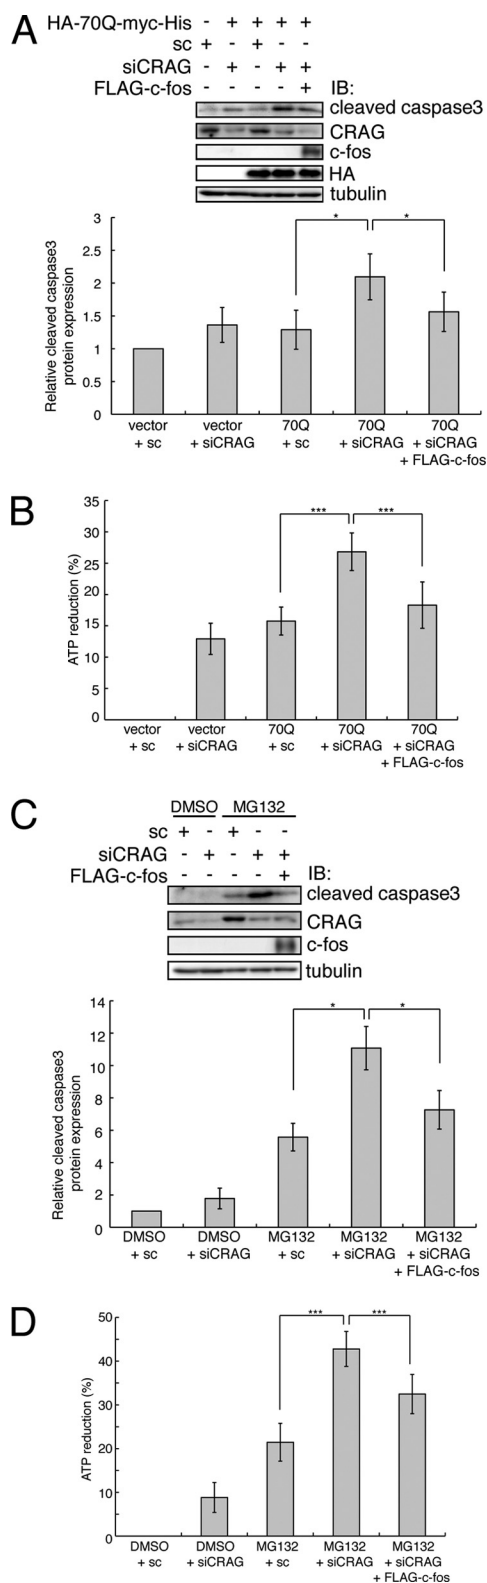 A
HA-70Q-myc-His - + + + +
sc + - + - -
siCRAG - + - + +
FLAG-c-fos - - - - + IB:
cleaved caspase3
CRAG
c-fos
HA
tubulin
Relative cleaved caspase3
protein expression
3
2.5
2
1.5
1
0.5
0
* *
vector vector 70Q 70Q 70Q
+ sc + siCRAG + sc + siCRAG + siCRAG
+ FLAG-c-fos
B
ATP reduction (%)
35
30
25
20
15
10
5
0
*** ***
vector vector 70Q 70Q 70Q
+ sc + siCRAG + sc + siCRAG + siCRAG
+ FLAG-c-fos
C
DMSO MG132
sc + - + - -
siCRAG - + - + +
FLAG-c-fos - - - - + IB:
cleaved caspase3
CRAG
c-fos
tubulin
Relative cleaved caspase3
protein expression
14
12
10
8
6
4
2
0
* *
DMSO DMSO MG132 MG132 MG132
+ sc + siCRAG + sc + siCRAG + siCRAG
+ FLAG-c-fos
D
ATP reduction (%)
50
40
30
20
10
0
*** ***
DMSO DMSO MG132 MG132 MG132
+ sc + siCRAG + sc + siCRAG + siCRAG
+ FLAG-c-fos